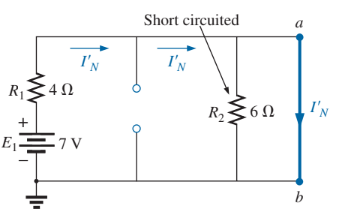 Short circuited
a
I'N
I'N
R1
4 Ω
R2
6 Ω
I'N
+
E1
7 V
−
b